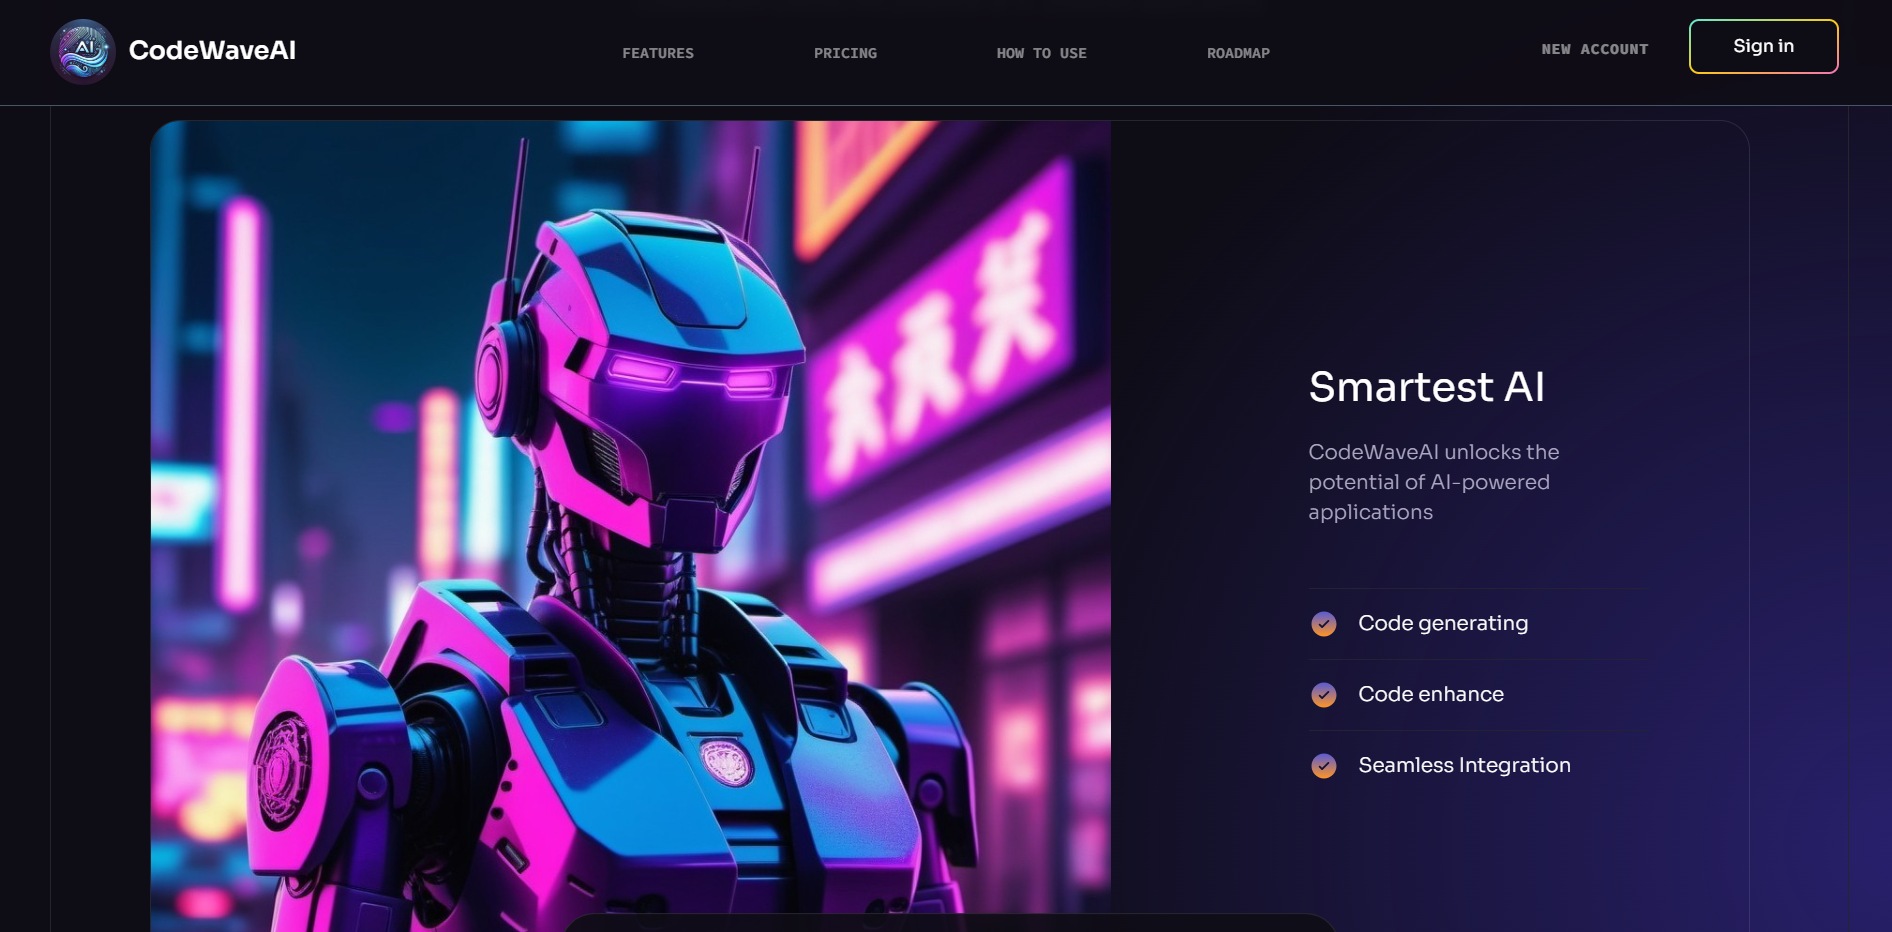 AI
CodeWaveAI
FEATURES
PRICING
HOW TO USE
ROADMAP
NEW ACCOUNT
Sign in
Smartest AI
CodeWaveAI unlocks the
potential of AI-powered
applications
Code generating
Code enhance
Seamless Integration